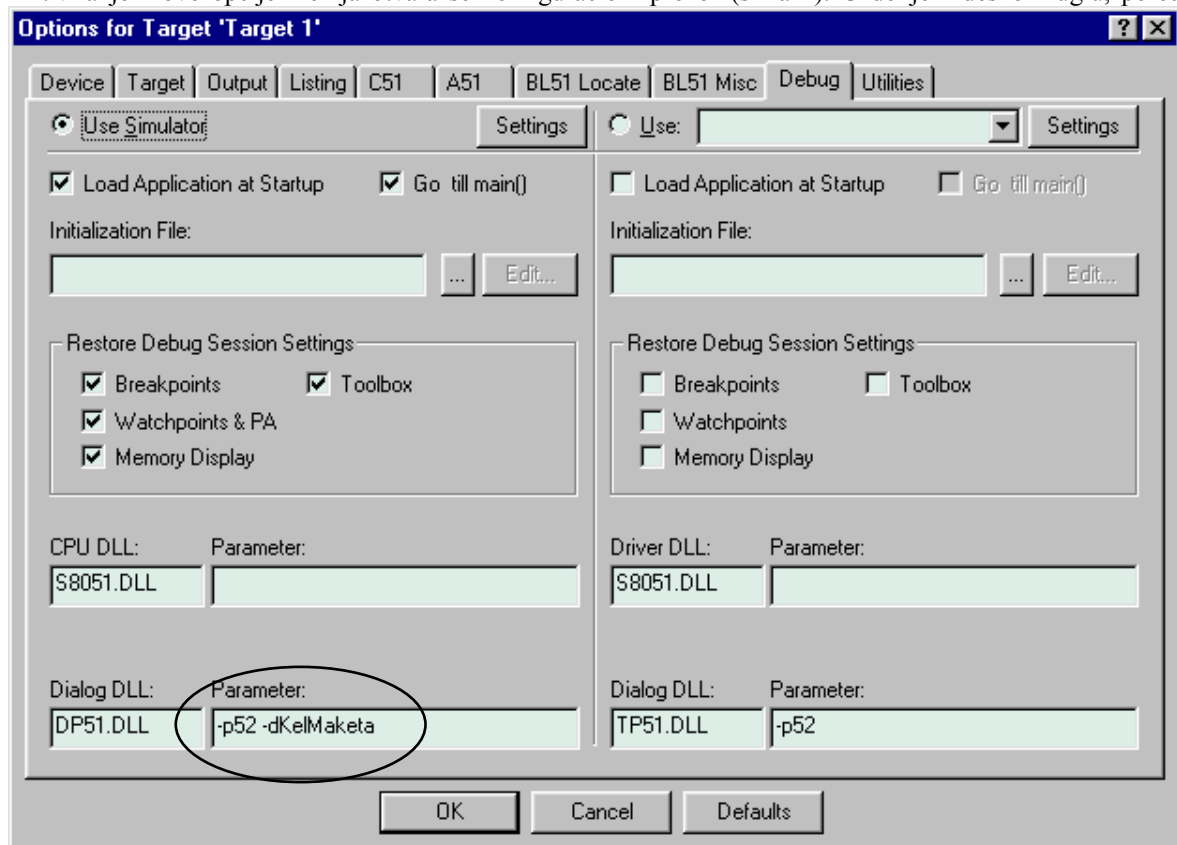 Options for Target 'Target 1'
Device Target Output Listing C51 A51 BL51 Locate BL51 Misc Debug Utilities
Use Simulator Settings Use: Settings
Load Application at Startup Go till main() Load Application at Startup Go till main()
Initialization File: Initialization File:
... Edit... ... Edit...
Restore Debug Session Settings Restore Debug Session Settings
Breakpoints Toolbox Breakpoints Toolbox
Watchpoints & PA Watchpoints
Memory Display Memory Display
CPU DLL: Parameter: Driver DLL: Parameter:
S8051.DLL S8051.DLL
Dialog DLL: Parameter: Dialog DLL: Parameter:
DP51.DLL -p52 -dKelMaketa TP51.DLL -p52
OK Cancel Defaults